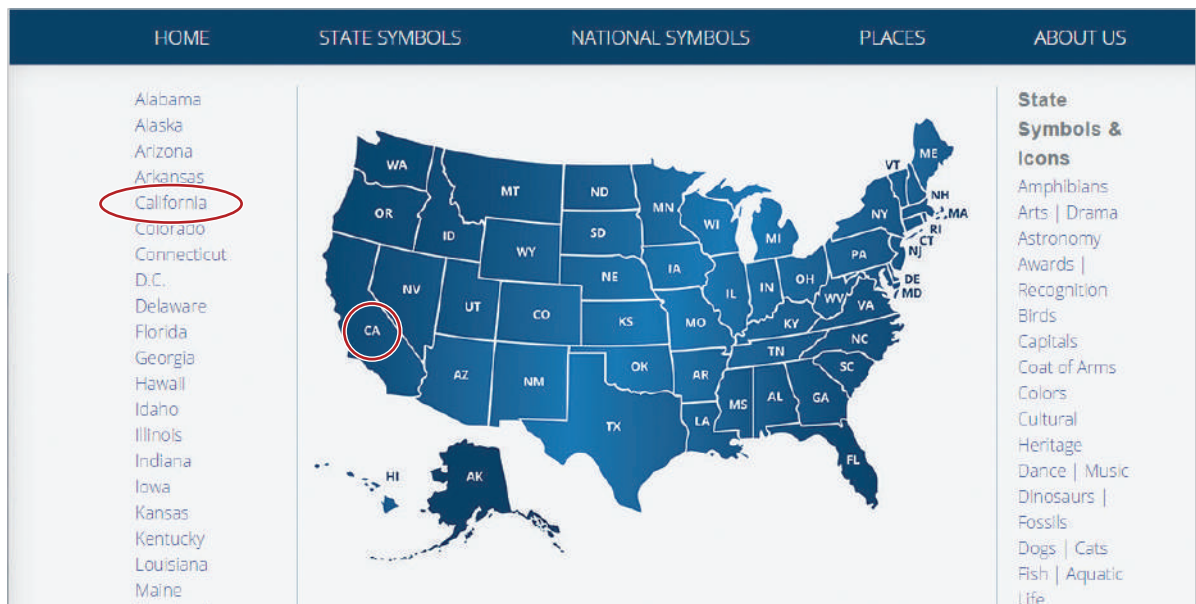 HOME STATE SYMBOLS NATIONAL SYMBOLS PLACES ABOUT US
Alabama
Alaska
Arizona
Arkansas
California
Colorado
Connecticut
D.C.
Delaware
Florida
Georgia
Hawaii
Idaho
Illinois
Indiana
Iowa
Kansas
Kentucky
Louisiana
Maine
WA
MT
ND
MN
OR
ID
WY
SD
WI
MI
NY
VT
ME
NH
MA
RI
CT
NJ
PA
NV
UT
CO
NE
IA
IL
IN
OH
WV
VA
DE
MD
CA
KS
MO
KY
NC
TN
AZ
NM
OK
AR
SC
TX
LA
MS
AL
GA
FL
HI
AK
State
Symbols &
Icons
Amphibians
Arts | Drama
Astronomy
Awards |
Recognition
Birds
Capitals
Coat of Arms
Colors
Cultural
Heritage
Dance | Music
Dinosaurs |
Fossils
Dogs | Cats
Fish | Aquatic
Life